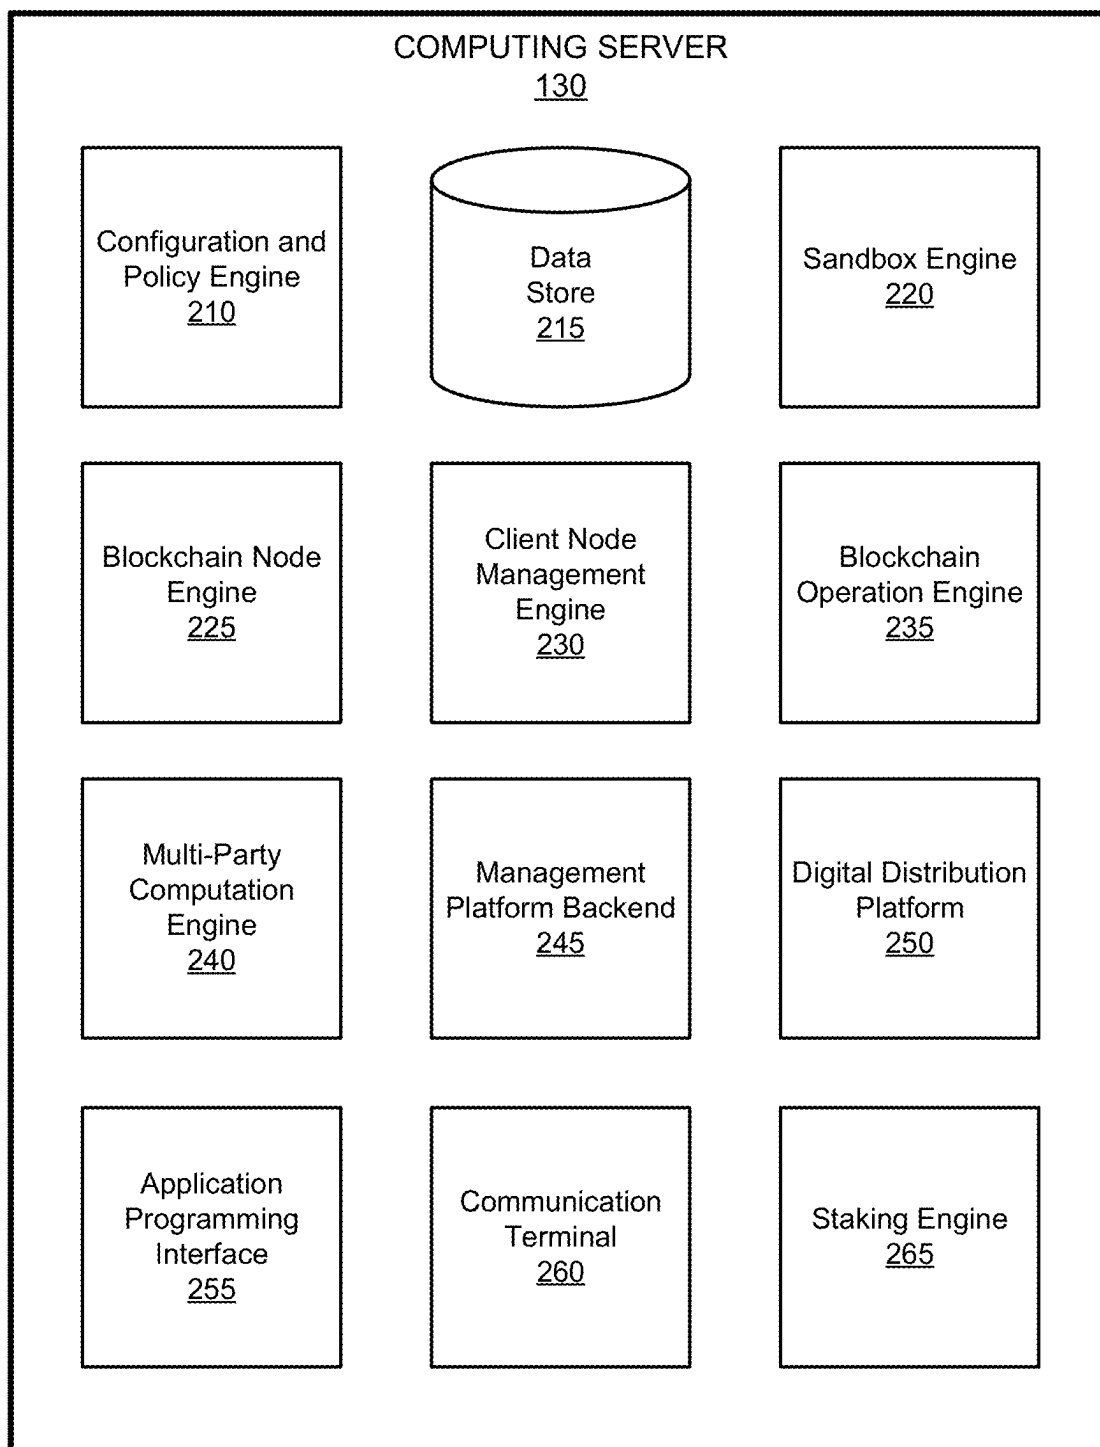 COMPUTING SERVER
130
Configuration and
Policy Engine
210
Data
Store
215
Sandbox Engine
220
Blockchain Node
Engine
225
Client Node
Management
Engine
230
Blockchain
Operation Engine
235
Multi-Party
Computation
Engine
240
Management
Platform Backend
245
Digital Distribution
Platform
250
Application
Programming
Interface
255
Communication
Terminal
260
Staking Engine
265